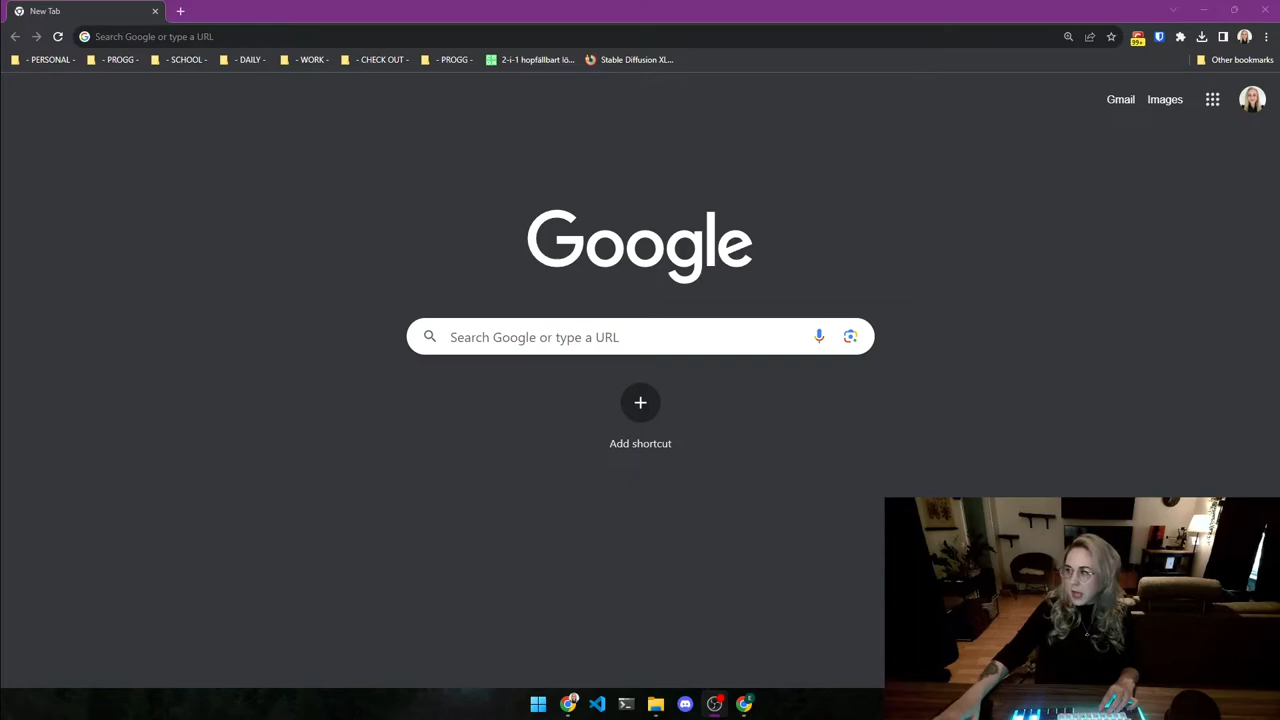 New Tab
Search Google or type a URL
99+
- PERSONAL -
- PROGG -
- SCHOOL -
- DAILY -
- WORK -
- CHECK OUT -
- PROGG -
2-i-1 hopfällbart lö...
Stable Diffusion XL...
Other bookmarks
Gmail
Images
Google
Search Google or type a URL
Add shortcut